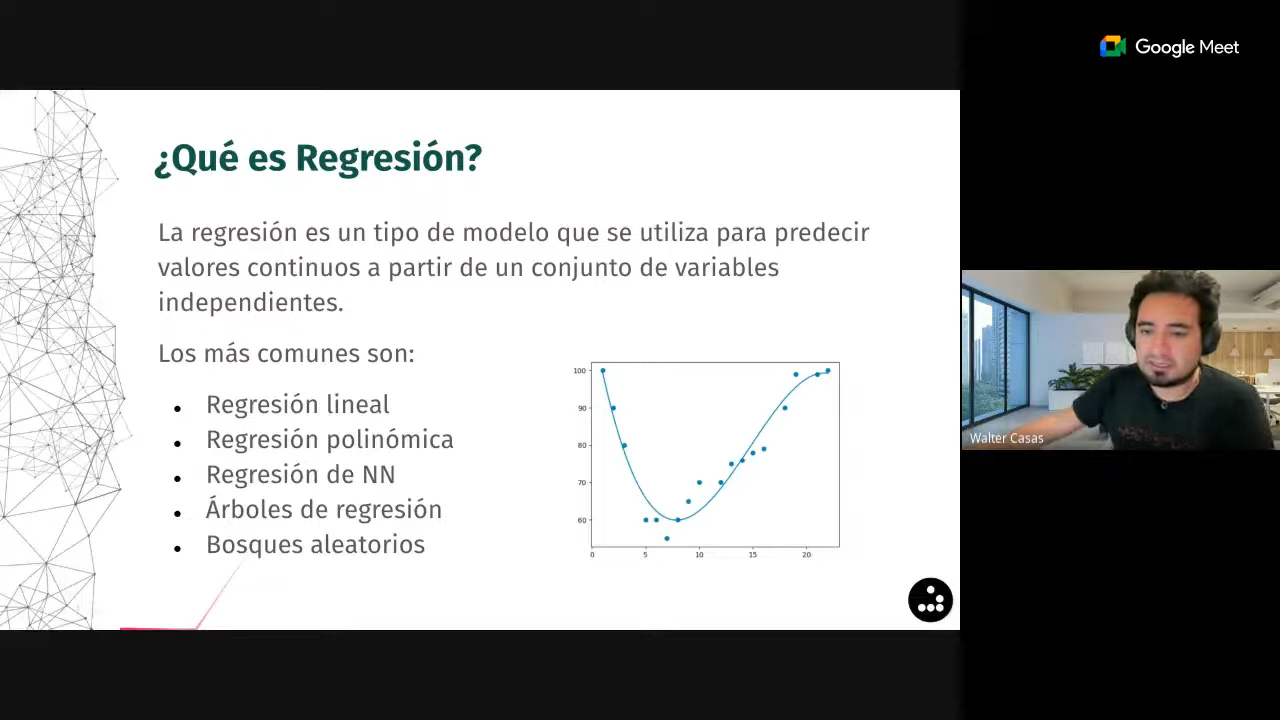 Google Meet
¿Qué es Regresión?
La regresión es un tipo de modelo que se utiliza para predecir
valores continuos a partir de un conjunto de variables
independientes.
Los más comunes son:
• Regresión lineal
• Regresión polinómica
• Regresión de NN
• Árboles de regresión
• Bosques aleatorios
100
90
80
70
60
0 5 10 15 20
Walter Casas